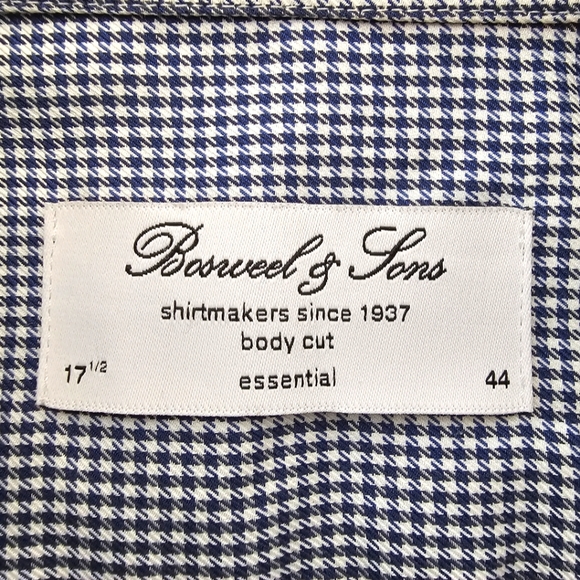 Bosweel & Sons
shirtmakers since 1937
body cut
17 1/2 essential 44